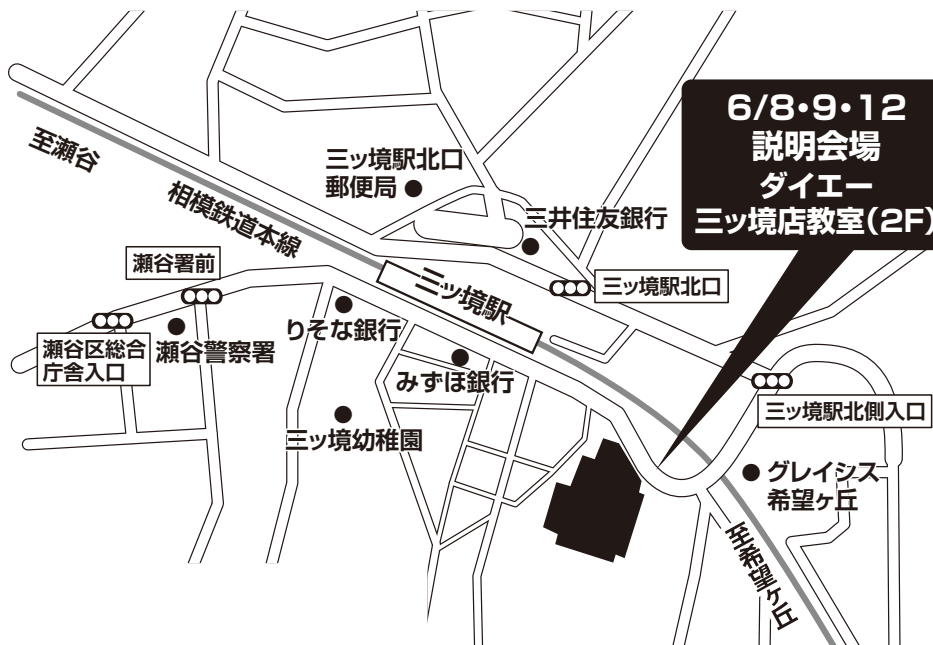 6/8・9・12
説明会場
ダイエー
三ッ境店教室(2F)
至瀬谷
相模鉄道本線
三ッ境駅北口
郵便局
三井住友銀行
三ッ境駅北口
瀬谷署前
三ッ境駅
瀬谷区総合
庁舎入口
瀬谷警察署
りそな銀行
みずほ銀行
三ッ境幼稚園
三ッ境駅北側入口
グレイシス
希望ヶ丘
至希望ヶ丘